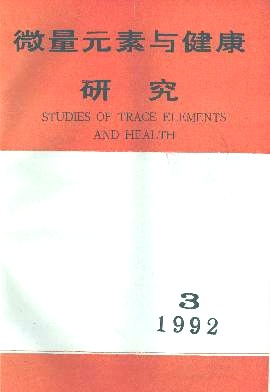 微量元素与健康
研究
STUDIES OF TRACE ELEMENTS
AND HEALTH
3
1992